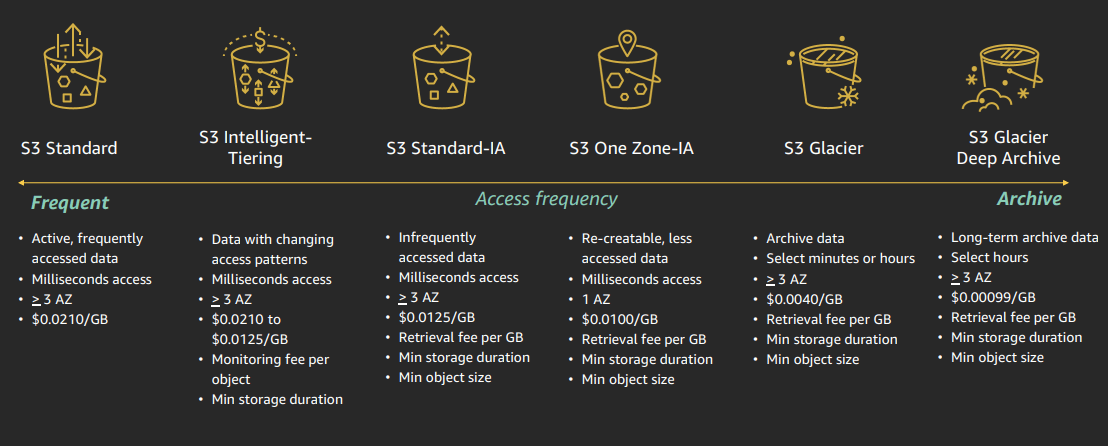 S3 Standard
S3 Intelligent-
Tiering
S3 Standard-IA
S3 One Zone-IA
S3 Glacier
S3 Glacier
Deep Archive
Frequent
Access frequency
Archive
• Active, frequently
accessed data
• Milliseconds access
• ≥ 3 AZ
• $0.0210/GB
• Data with changing
access patterns
• Milliseconds access
• ≥ 3 AZ
• $0.0210 to
$0.0125/GB
• Monitoring fee per
object
• Min storage duration
• Infrequently
accessed data
• Milliseconds access
• ≥ 3 AZ
• $0.0125/GB
• Retrieval fee per GB
• Min storage duration
• Min object size
• Re-creatable, less
accessed data
• Milliseconds access
• 1 AZ
• $0.0100/GB
• Retrieval fee per GB
• Min storage duration
• Min object size
• Archive data
• Select minutes or hours
• ≥ 3 AZ
• $0.0040/GB
• Retrieval fee per GB
• Min storage duration
• Min object size
• Long-term archive data
• Select hours
• ≥ 3 AZ
• $0.00099/GB
• Retrieval fee per GB
• Min storage duration
• Min object size